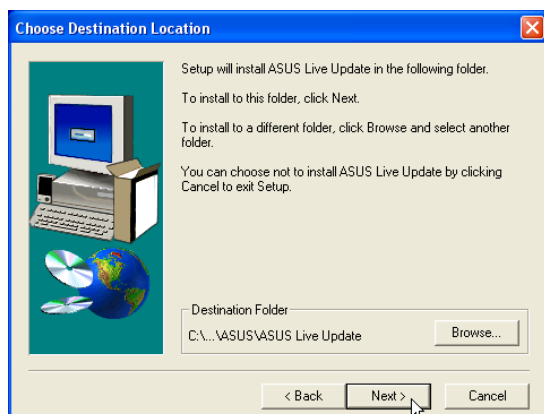 Choose Destination Location
Setup will install ASUS Live Update in the following folder.
To install to this folder, click Next.
To install to a different folder, click Browse and select another
folder.
You can choose not to install ASUS Live Update by clicking
Cancel to exit Setup.
Destination Folder
C:\...\ASUS\ASUS Live Update
Browse...
< Back
Next >
Cancel